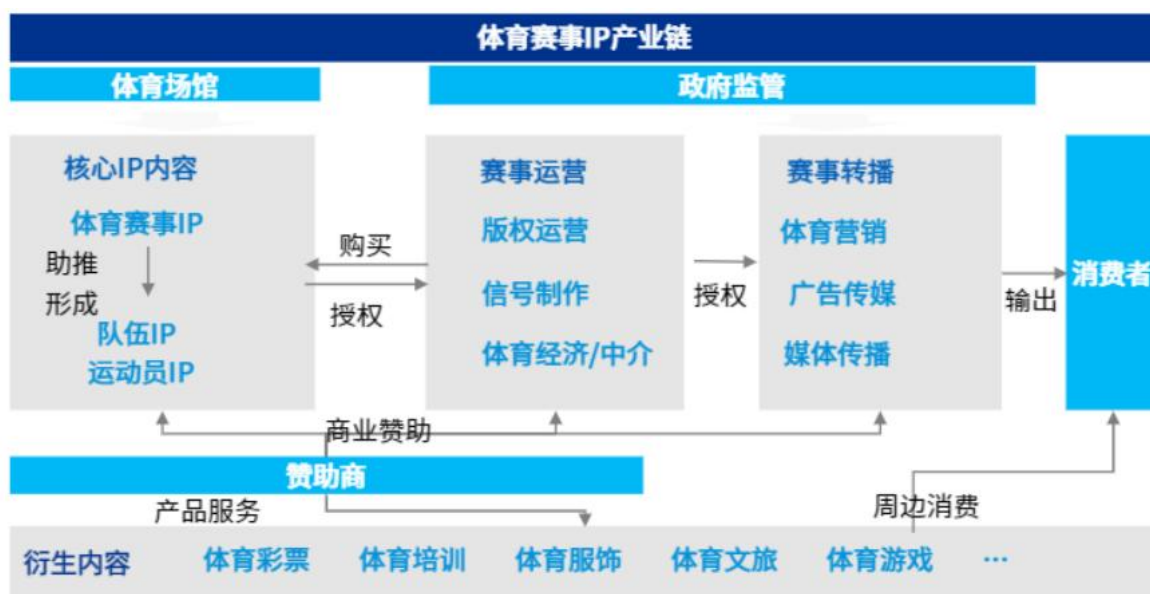 体育赛事IP产业链
体育场馆
政府监管
核心IP内容
体育赛事IP
助推
形成
队伍IP
运动员IP
购买
授权
赛事运营
版权运营
信号制作
体育经济/中介
授权
赛事转播
体育营销
广告传媒
媒体传播
输出
消费者
商业赞助
赞助商
产品服务
周边消费
衍生内容 体育彩票 体育培训 体育服饰 体育文旅 体育游戏 …